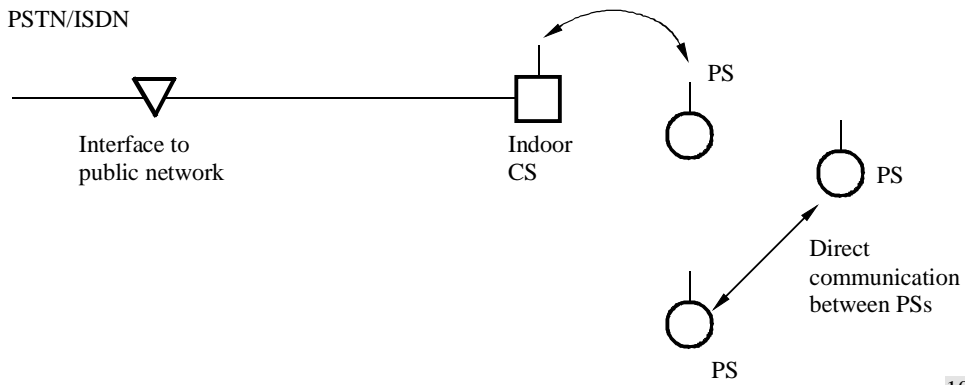 PSTN/ISDN
PS
Interface to
public network
Indoor
CS
PS
Direct
communication
between PSs
PS